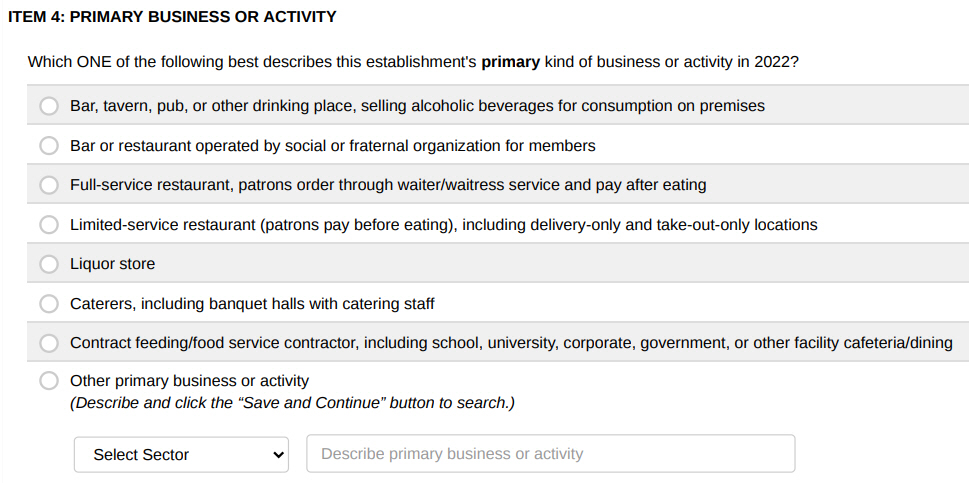 ITEM 4: PRIMARY BUSINESS OR ACTIVITY
Which ONE of the following best describes this establishment's primary kind of business or activity in 2022?
Bar, tavern, pub, or other drinking place, selling alcoholic beverages for consumption on premises
Bar or restaurant operated by social or fraternal organization for members
Full-service restaurant, patrons order through waiter/waitress service and pay after eating
Limited-service restaurant (patrons pay before eating), including delivery-only and take-out-only locations
Liquor store
Caterers, including banquet halls with catering staff
Contract feeding/food service contractor, including school, university, corporate, government, or other facility cafeteria/dining
Other primary business or activity
(Describe and click the “Save and Continue” button to search.)
Select Sector Describe primary business or activity